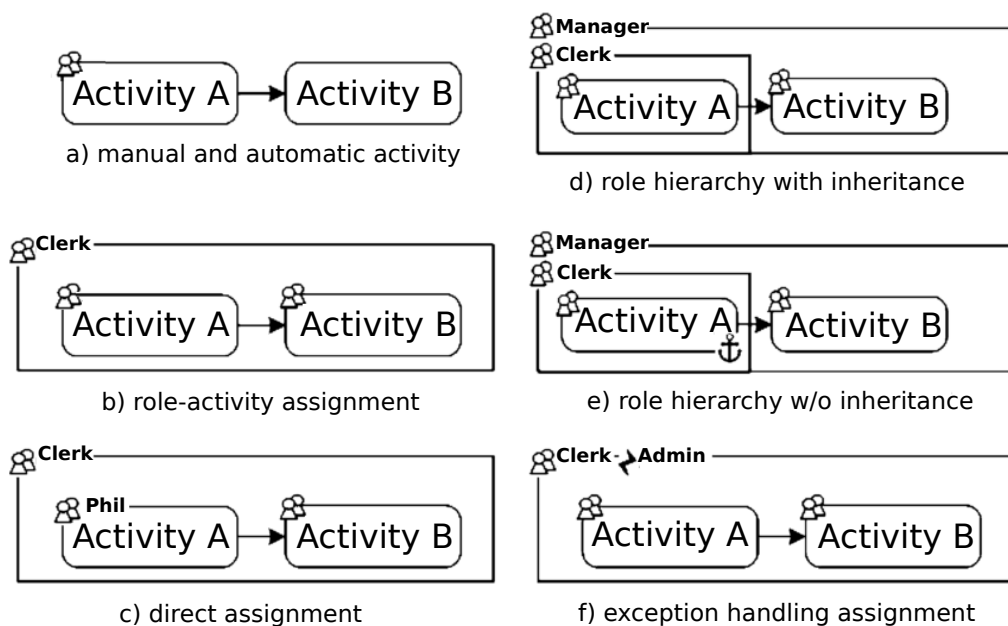 Activity A
Activity B
a) manual and automatic activity
Clerk
Activity A
Activity B
b) role-activity assignment
Clerk
Phil
Activity A
Activity B
c) direct assignment
Manager
Clerk
Activity A
Activity B
d) role hierarchy with inheritance
Manager
Clerk
Activity A
Activity B
e) role hierarchy w/o inheritance
Clerk Admin
Activity A
Activity B
f) exception handling assignment